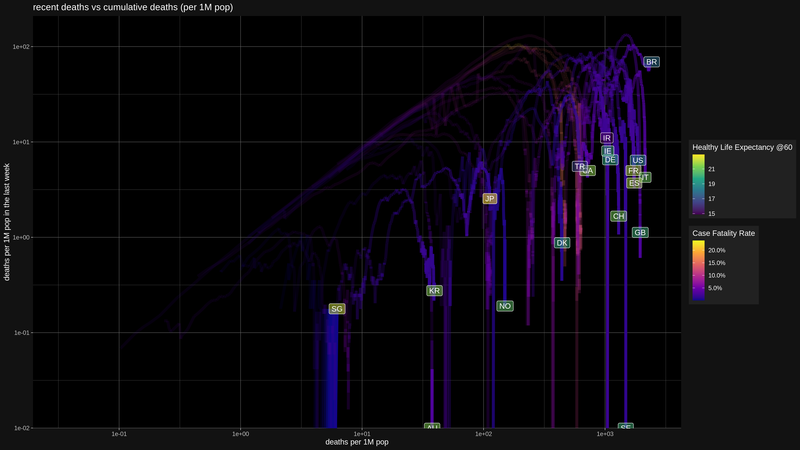 recent deaths vs cumulative deaths (per 1M pop)
deaths per 1M pop in the last week
1e+02
1e+01
1e+00
1e-01
1e-02
BR
IR
IE
DE
US
TR
CA
FR
IT
ES
JP
CH
GB
DK
KR
NO
SG
AU
SE
1e-01
1e+00
1e+01
1e+02
1e+03
deaths per 1M pop
Healthy Life Expectancy @60
21
19
17
15
Case Fatality Rate
20.0%
15.0%
10.0%
5.0%